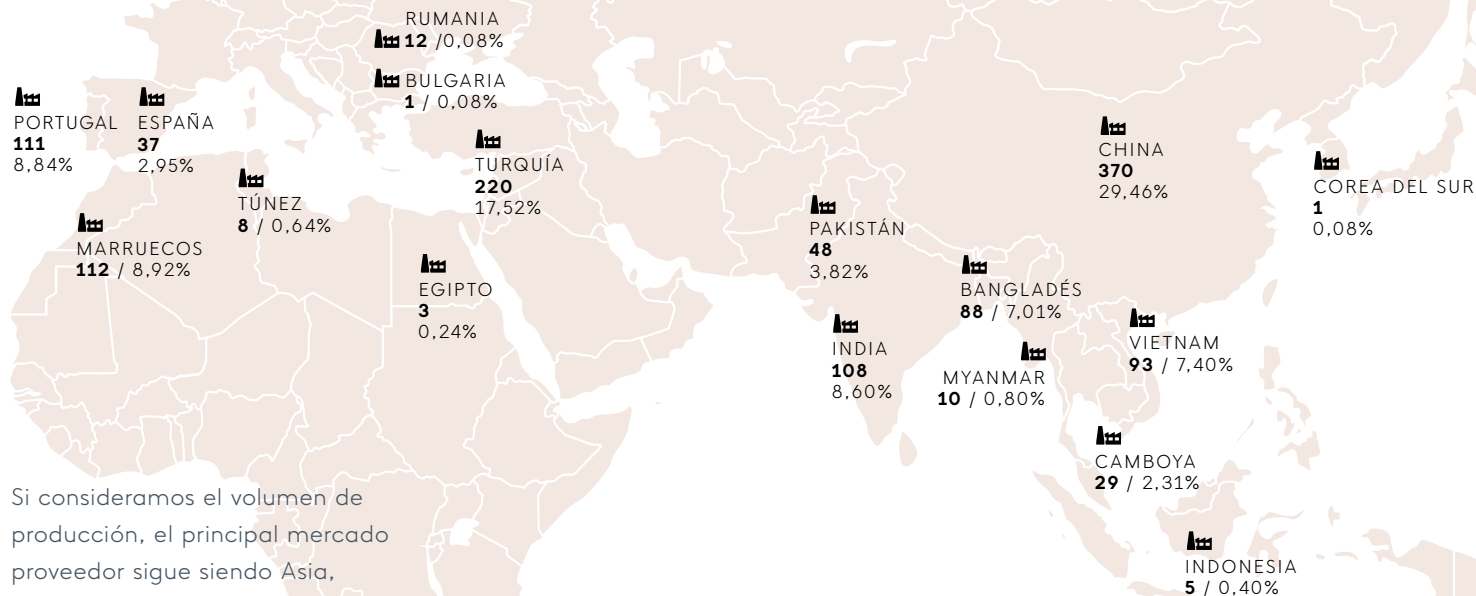 RUMANIA
12 /0,08%
BULGARIA
1 / 0,08%
PORTUGAL
111
8,84%
ESPAÑA
37
2,95%
TURQUÍA
220
17,52%
TÚNEZ
8 / 0,64%
MARRUECOS
112 / 8,92%
EGIPTO
3
0,24%
CHINA
370
29,46%
COREA DEL SUR
1
0,08%
PAKISTÁN
48
3,82%
BANGLADÉS
88 / 7,01%
INDIA
108
8,60%
MYANMAR
10 / 0,80%
VIETNAM
93 / 7,40%
CAMBOYA
29 / 2,31%
INDONESIA
5 / 0,40%
Si consideramos el volumen de
producción, el principal mercado
proveedor sigue siendo Asia,